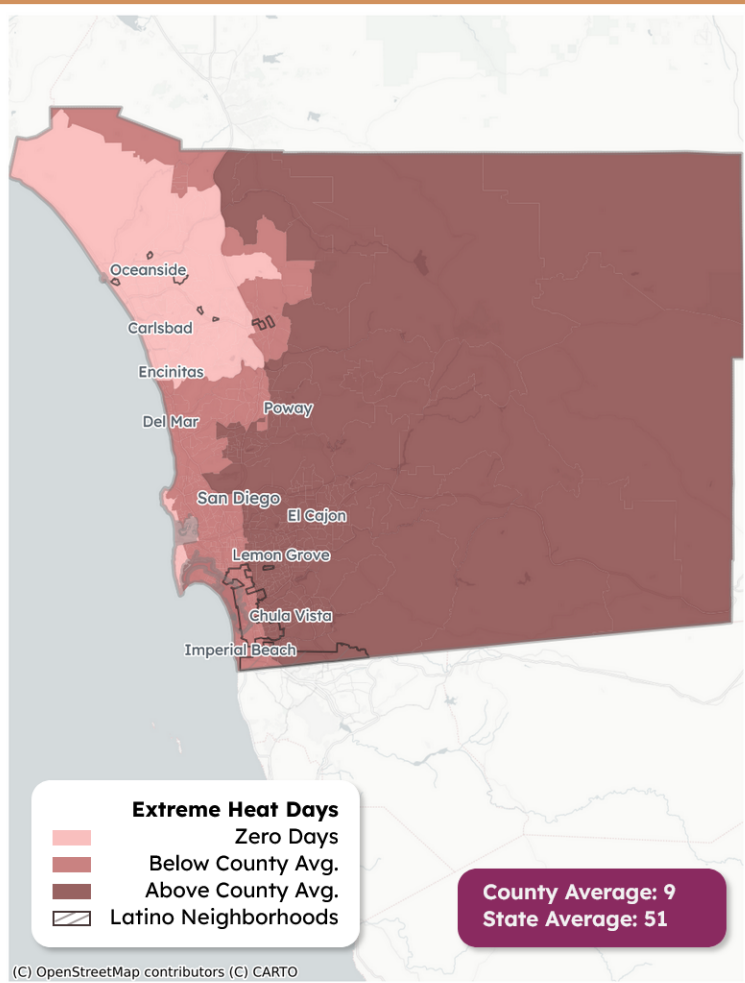 Oceanside
Carlsbad
Encinitas
Del Mar
Poway
San Diego
El Cajon
Lemon Grove
Chula Vista
Imperial Beach
Extreme Heat Days
Zero Days
Below County Avg.
Above County Avg.
Latino Neighborhoods
County Average: 9
State Average: 51
(C) OpenStreetMap contributors (C) CARTO